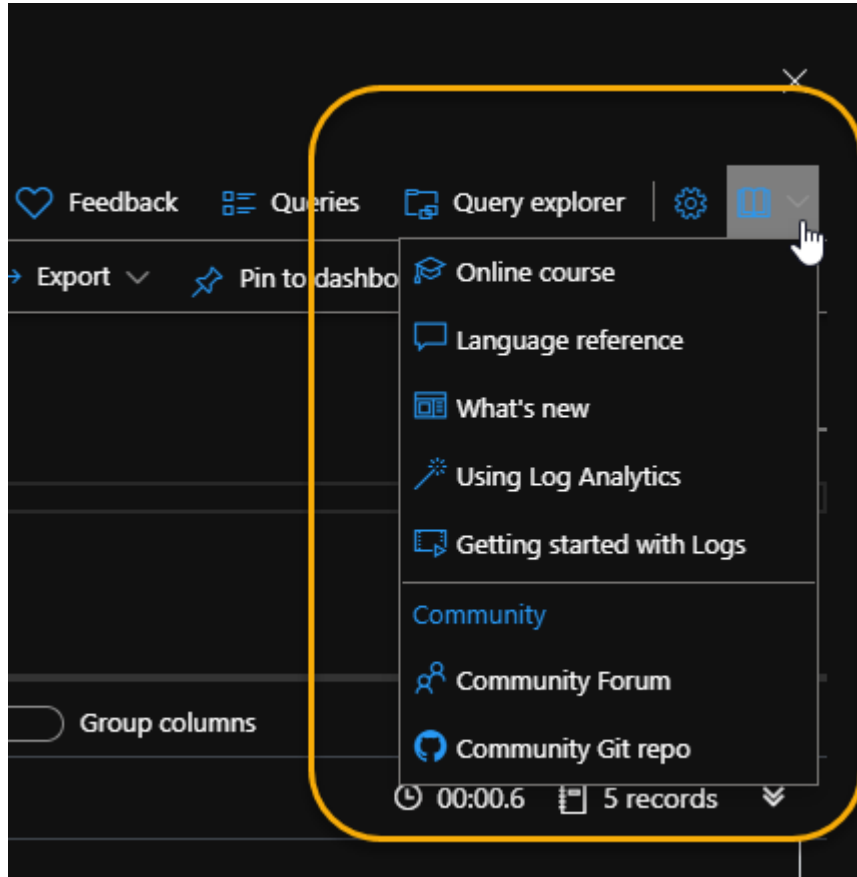 Feedback Queries Query explorer
Export Pin to dashbo
Online course
Language reference
What's new
Using Log Analytics
Getting started with Logs
Community
Community Forum
Community Git repo
Group columns
00:00.6 5 records